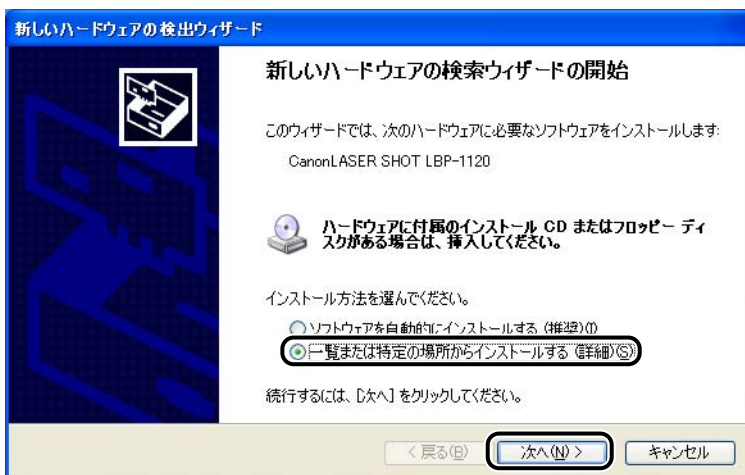 新しいハードウェアの検出ウィザード
新しいハードウェアの検索ウィザードの開始
このウィザードでは、次のハードウェアに必要なソフトウェアをインストールします:
CanonLASER SHOT LBP-1120
ハードウェアに付属のインストール CD またはフロッピー ディ
スクがある場合は、挿入してください。
インストール方法を選んでください。
ソフトウェアを自動的にインストールする (推奨)(I)
一覧または特定の場所からインストールする (詳細)(S)
続行するには、[次へ] をクリックしてください。
< 戻る(B)
次へ(N) >
キャンセル